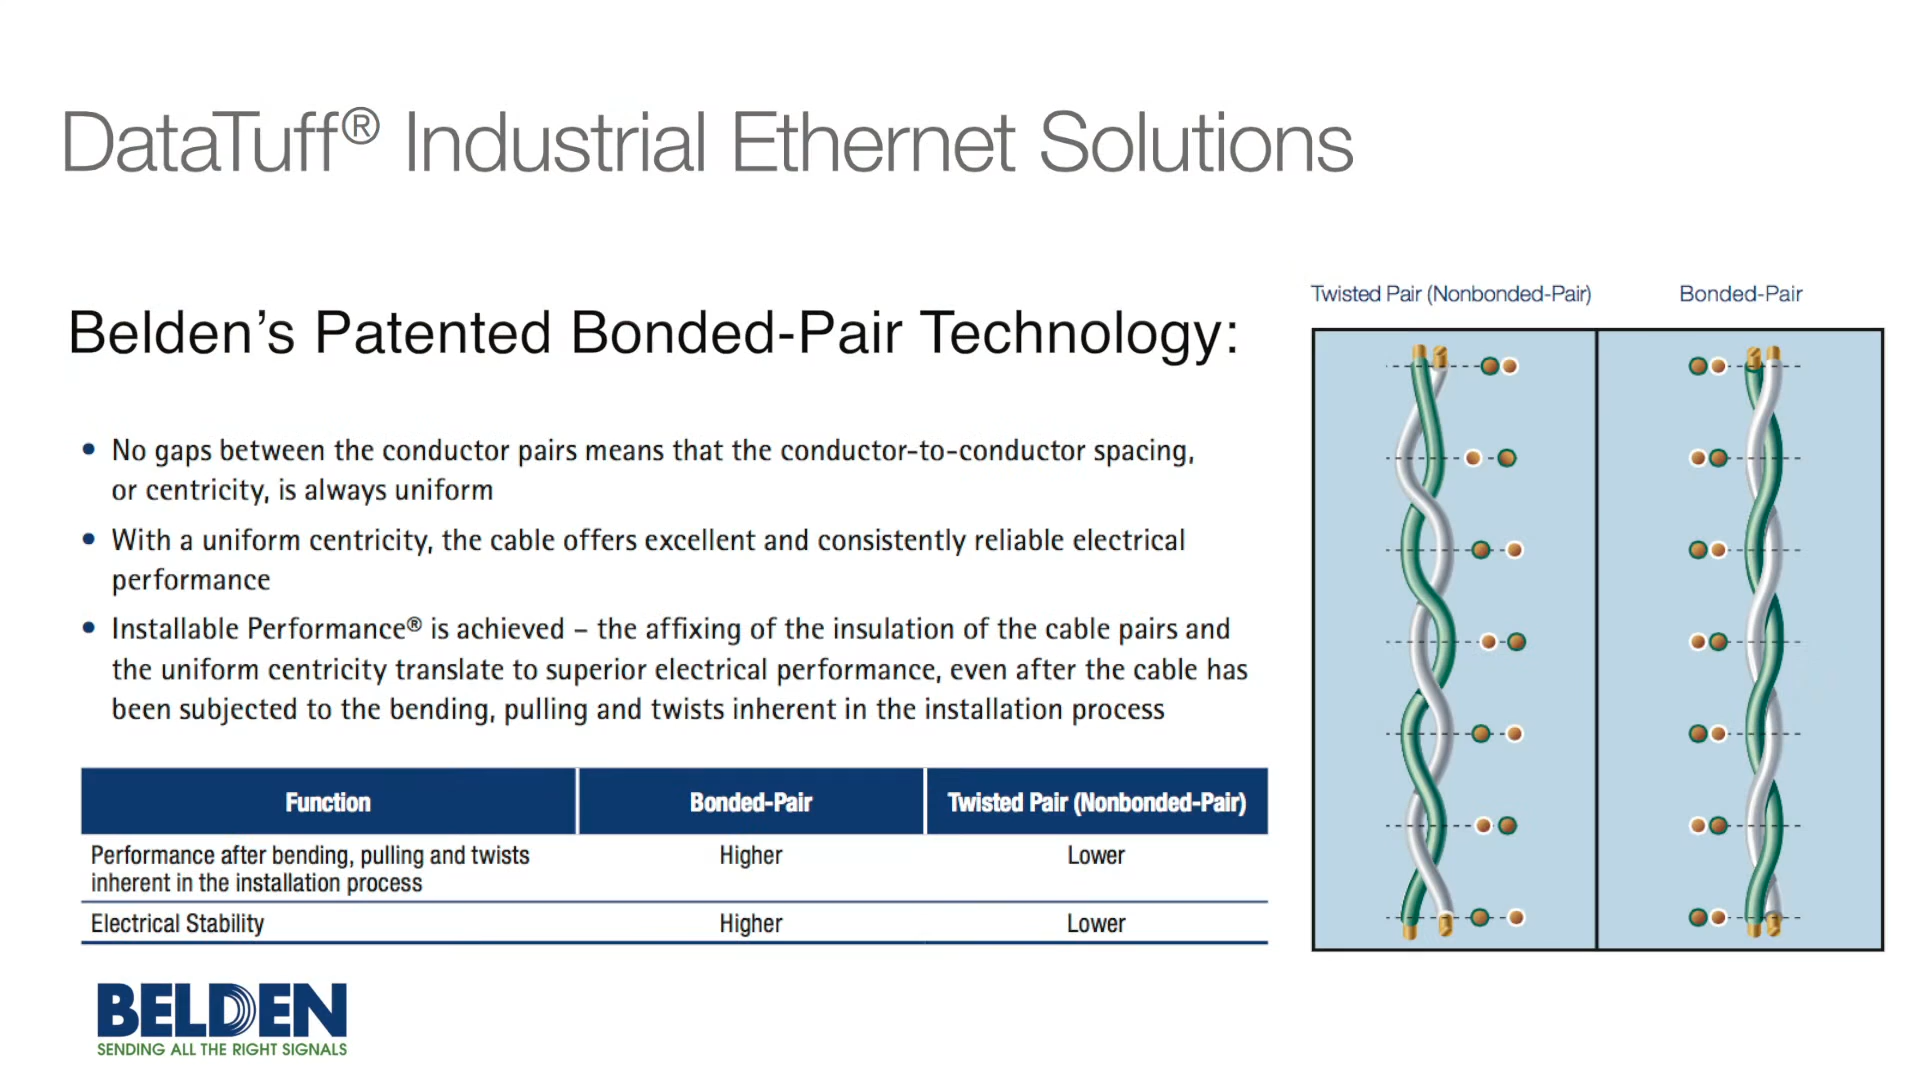 DataTuff® Industrial Ethernet Solutions
Belden’s Patented Bonded-Pair Technology:
• No gaps between the conductor pairs means that the conductor-to-conductor spacing,
or centricity, is always uniform
• With a uniform centricity, the cable offers excellent and consistently reliable electrical
performance
• Installable Performance® is achieved – the affixing of the insulation of the cable pairs and
the uniform centricity translate to superior electrical performance, even after the cable has
been subjected to the bending, pulling and twists inherent in the installation process
Function Bonded-Pair Twisted Pair (Nonbonded-Pair)
Performance after bending, pulling and twists
inherent in the installation process Higher Lower
Electrical Stability Higher Lower
Twisted Pair (Nonbonded-Pair) Bonded-Pair
BELDEN
SENDING ALL THE RIGHT SIGNALS